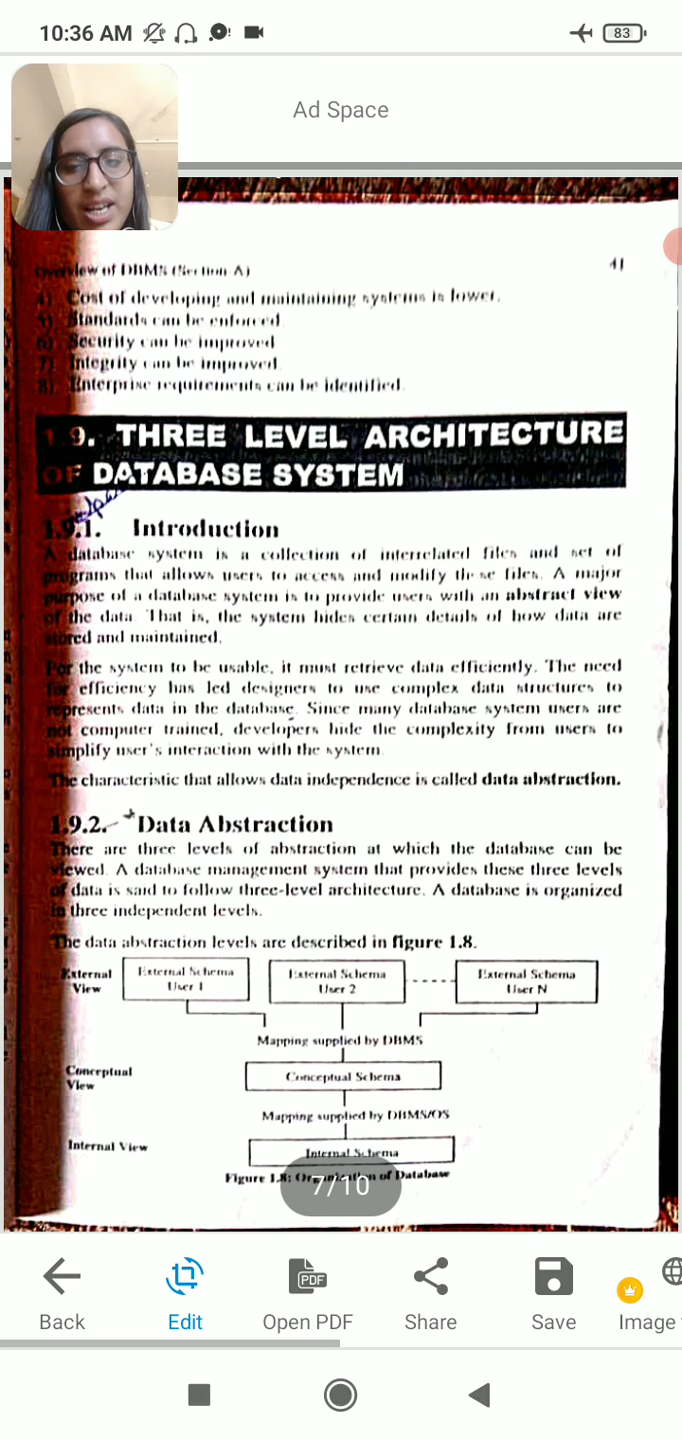 10:36 AM
83
Ad Space
Overview of DBMS (Section A)
41
4) Cost of developing and maintaining systems is lower.
5) Standards can be enforced
6) Security can be improved
7) Integrity can be improved
8) Enterprise requirements can be identified.
1.9. THREE LEVEL ARCHITECTURE
OF DATABASE SYSTEM
1.9.1. Introduction
A database system is a collection of interrelated files and set of
programs that allows users to access and modify these files. A major
purpose of a database system is to provide users with an abstract view
of the data. That is, the system hides certain details of how data are
stored and maintained.
For the system to be usable, it must retrieve data efficiently. The need
for efficiency has led designers to use complex data structures to
represents data in the database. Since many database system users are
not computer trained, developers hide the complexity from users to
simplify user's interaction with the system.
The characteristic that allows data independence is called data abstraction.
1.9.2. Data Abstraction
There are three levels of abstraction at which the database can be
viewed. A database management system that provides these three levels
of data is said to follow three-level architecture. A database is organized
in three independent levels.
The data abstraction levels are described in figure 1.8.
External
View
External Schema
User 1
External Schema
User 2
External Schema
User N
Mapping supplied by DBMS
Conceptual
View
Conceptual Schema
Mapping supplied by DBMS/OS
Internal View
Internal Schema
Figure 1.8: Organization of Database
7/10
PDF
Back
Edit
Open PDF
Share
Save
Image